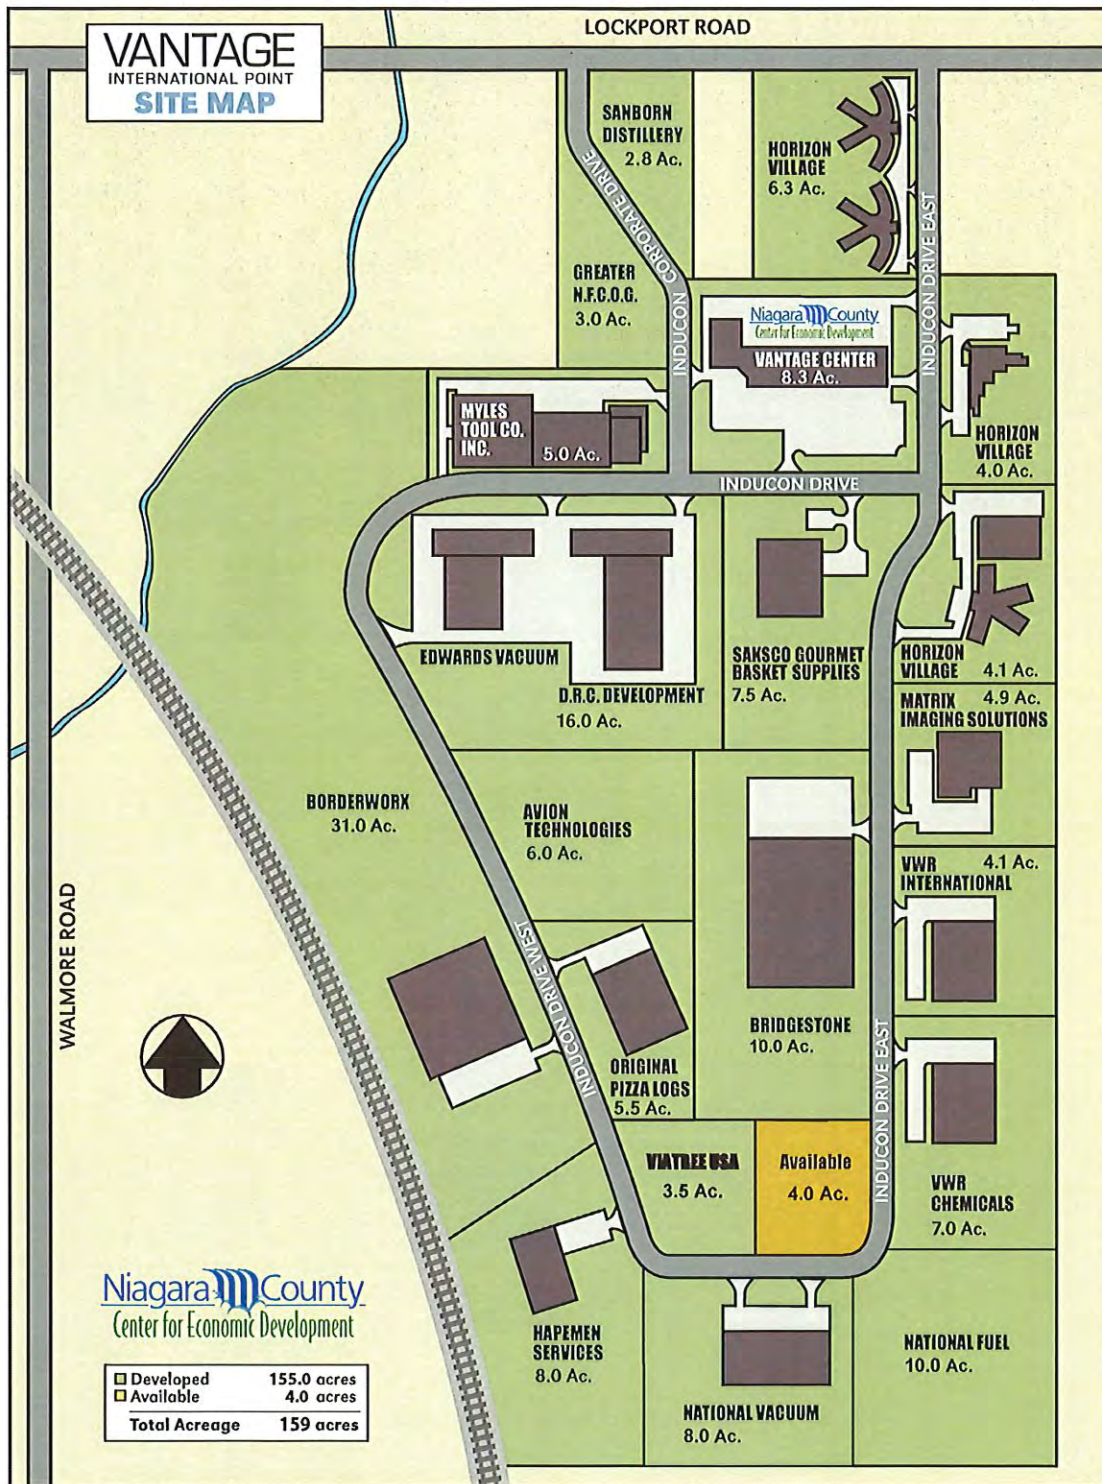 LOCKPORT ROAD
VANTAGE
INTERNATIONAL POINT
SITE MAP
SANBORN
DISTILLERY
2.8 Ac.
HORIZON
VILLAGE
6.3 Ac.
INDUCON CORPORATE DRIVE
INDUCON DRIVE EAST
GREATER
N.F.C.O.G.
3.0 Ac.
Niagara County
Center for Economic Development
VANTAGE CENTER
8.3 Ac.
MYLES
TOOL CO.
INC.
5.0 Ac.
HORIZON
VILLAGE
4.0 Ac.
INDUCON DRIVE
EDWARDS VACUUM
D.R.C. DEVELOPMENT
16.0 Ac.
SAKSCO GOURMET
BASKET SUPPLIES
7.5 Ac.
HORIZON
VILLAGE 4.1 Ac.
MATRIX 4.9 Ac.
IMAGING SOLUTIONS
BORDERWORX
31.0 Ac.
AVION
TECHNOLOGIES
6.0 Ac.
VWR 4.1 Ac.
INTERNATIONAL
WALMORE ROAD
INDUCON DRIVE WEST
BRIDGESTONE
10.0 Ac.
INDUCON DRIVE EAST
ORIGINAL
PIZZA LOGS
5.5 Ac.
VIATREE USA
3.5 Ac.
Available
4.0 Ac.
VWR
CHEMICALS
7.0 Ac.
Niagara County
Center for Economic Development
HAPEMEN
SERVICES
8.0 Ac.
NATIONAL FUEL
10.0 Ac.
NATIONAL VACUUM
8.0 Ac.
Developed 155.0 acres
Available 4.0 acres
Total Acreage 159 acres